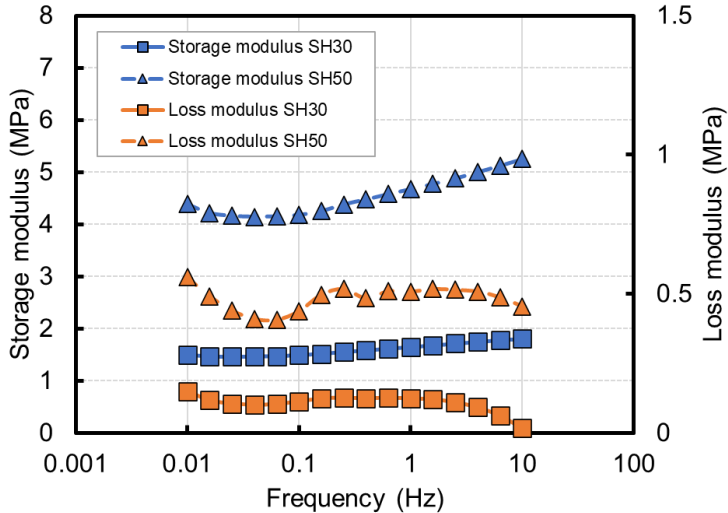 8
7
6
5
4
3
2
1
0
Storage modulus (MPa)
Storage modulus SH30
Storage modulus SH50
Loss modulus SH30
Loss modulus SH50
1.5
1
0.5
0
Loss modulus (MPa)
0.001 0.01 0.1 1 10 100
Frequency (Hz)